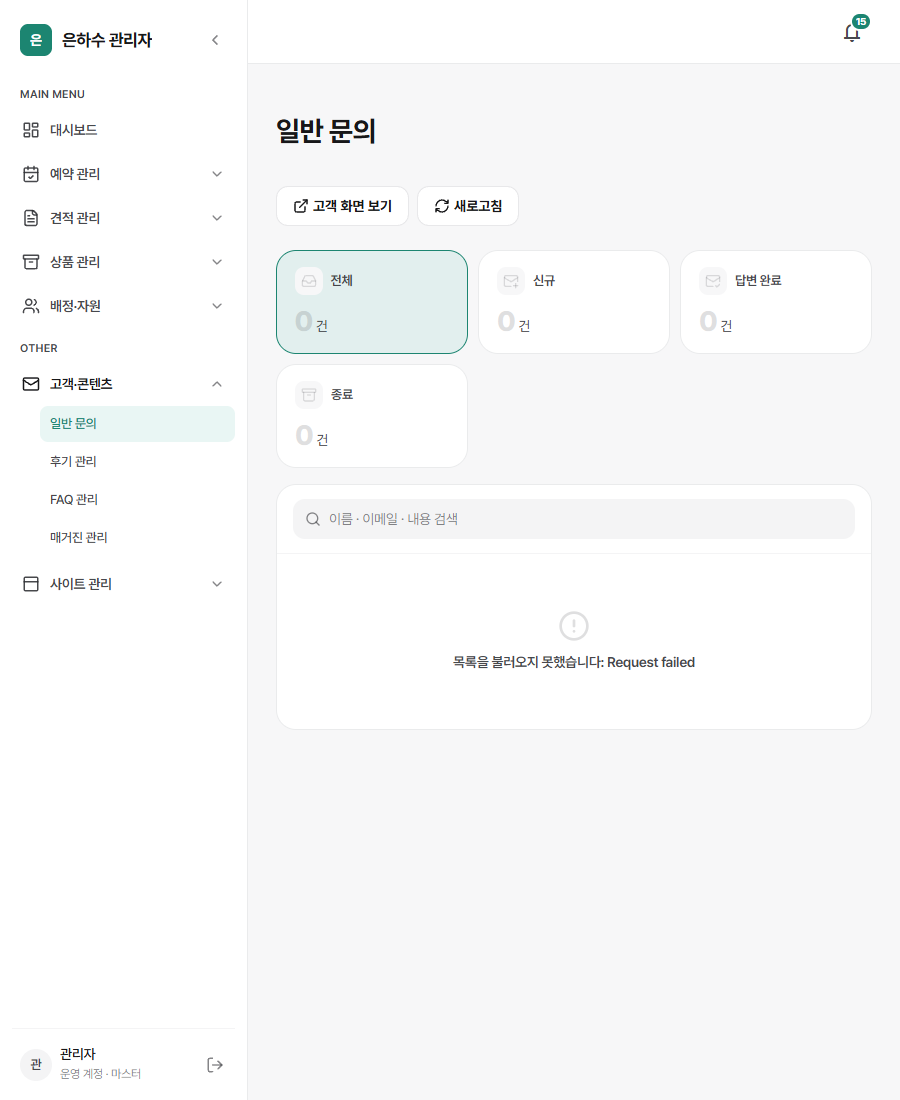 은
은하수 관리자
15
MAIN MENU
대시보드
예약 관리
견적 관리
상품 관리
배정·자원
OTHER
고객·콘텐츠
일반 문의
후기 관리
FAQ 관리
매거진 관리
사이트 관리
관
관리자
운영 계정 · 마스터
일반 문의
고객 화면 보기
새로고침
전체
0건
신규
0건
답변 완료
0건
종료
0건
이름 · 이메일 · 내용 검색
목록을 불러오지 못했습니다: Request failed